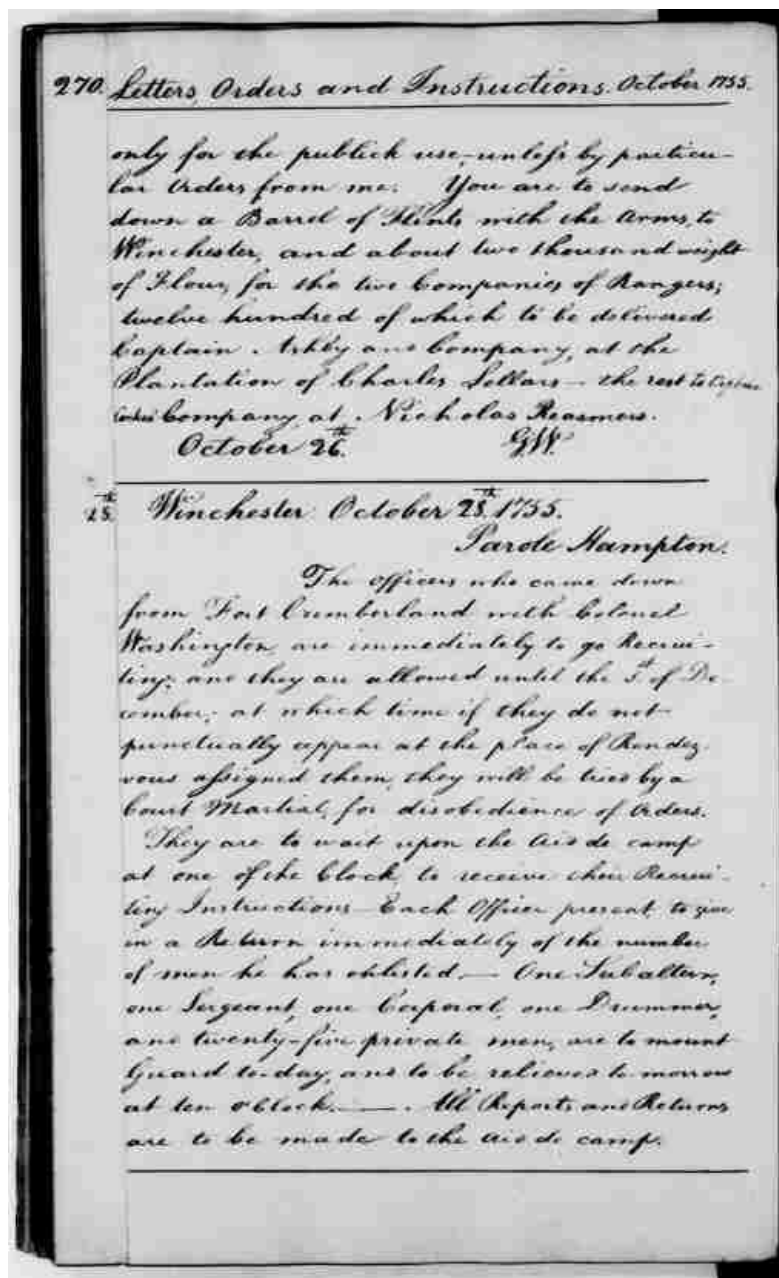 270. Letters, Orders and Instructions. October 1755.
only for the publick use, unless by particu-
lar Orders from me. You are to send
down a Barrel of Flints with the Arms, to
Winchester, and about two thousand weight
of Flour, for the two Companies of Rangers;
twelve hundred of which to be delivered
Captain Ashby and Company, at the
Plantation of Charles Sellars - the rest to Captain
Cockes Company, at Nicholas Reasmers.
October 26th. GW.
28th. Winchester October 28th. 1755.
Parole Hampton.
The officers who came down
from Fort Cumberland with Colonel
Washington, are immediately to go Recrui-
ting; and they are allowed until the 1st. of De-
cember; at which time if they do not
punctually appear at the place of Rendez-
vous assigned them, they will be tried by a
Court Martial, for disobedience of Orders.
They are to wait upon the Aid de camp
at one of the Clock, to receive their Recrui-
ting Instructions - Each Officer present, to give
in a Return immediately of the number
of men he has enlisted. - One Subaltern,
one Sergeant, one Corporal, one Drummer,
and twenty-five private men, are to mount
Guard to-day, and to be relieved to-morrow
at ten o'Clock. - . All Reports and Returns
are to be made to the aid de camp.